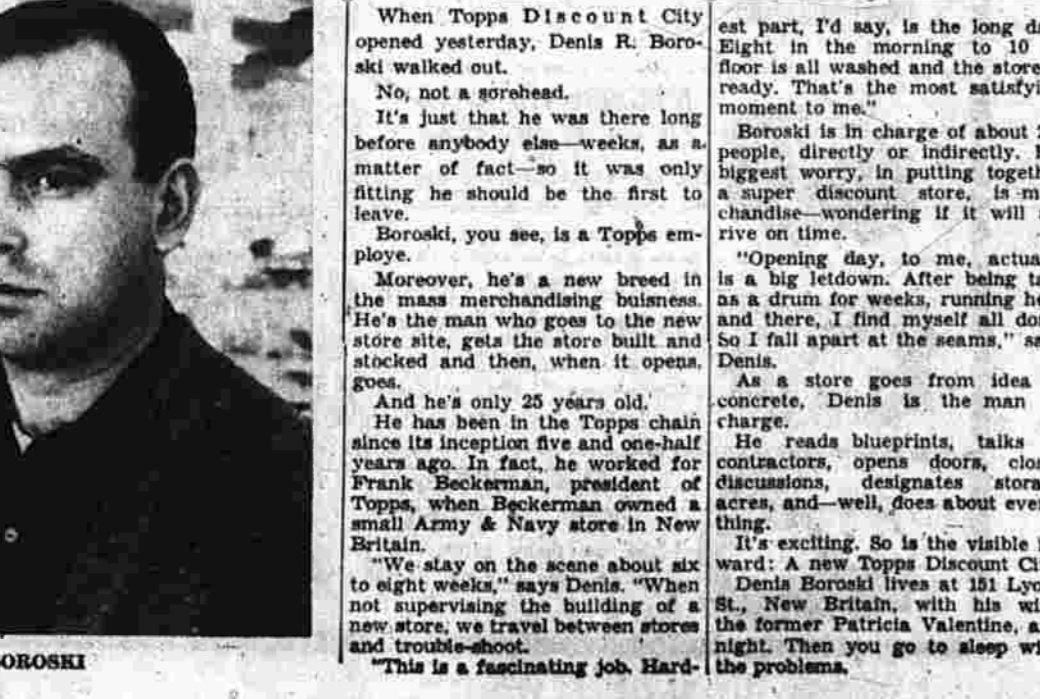 When Topps Discount City
opened yesterday, Denis R. Boro-
ski walked out.
No, not a sorehead.
It's just that he was there long
before anybody else—weeks, as a
matter of fact—so it was only
fitting he should be the first to
leave.
Boroski, you see, is a Topps em-
ploye.
Moreover, he's a new breed in
the mass merchandising buisness.
He's the man who goes to the new
store site, gets the store built and
stocked and then, when it opens,
goes.
And he's only 25 years old.
He has been in the Topps chain
since its inception five and one-half
years ago. In fact, he worked for
Frank Beckerman, president of
Topps, when Beckerman owned a
small Army & Navy store in New
Britain.
"We stay on the scene about six
to eight weeks," says Denis. "When
not supervising the building of a
new store, we travel between stores
and trouble-shoot.
"This is a fascinating job. Hard-
est part, I'd say, is the long
Eight in the morning to 10
floor is all washed and the store
ready. That's the most
moment to me."
Boroski is in charge of about
people, directly or indirectly.
biggest worry, in putting
a super discount store, is
chandise—wondering if it will
rive on time.
"Opening day, to me,
is a big letdown. After being
as a drum for weeks, running
and there, I find myself all
So I fall apart at the seams,"
Denis.
As a store goes from idea
concrete, Denis is the man
charge.
He reads blueprints, talks
contractors, opens doors,
discussions, designates
acres, and—well, does about
thing.
It's exciting. So is the visible
ward: A new Topps Discount
Denis Boroski lives at 151
St., New Britain, with his
the former Patricia Valentine,
night. Then you go to sleep
the problems.
OROSKI